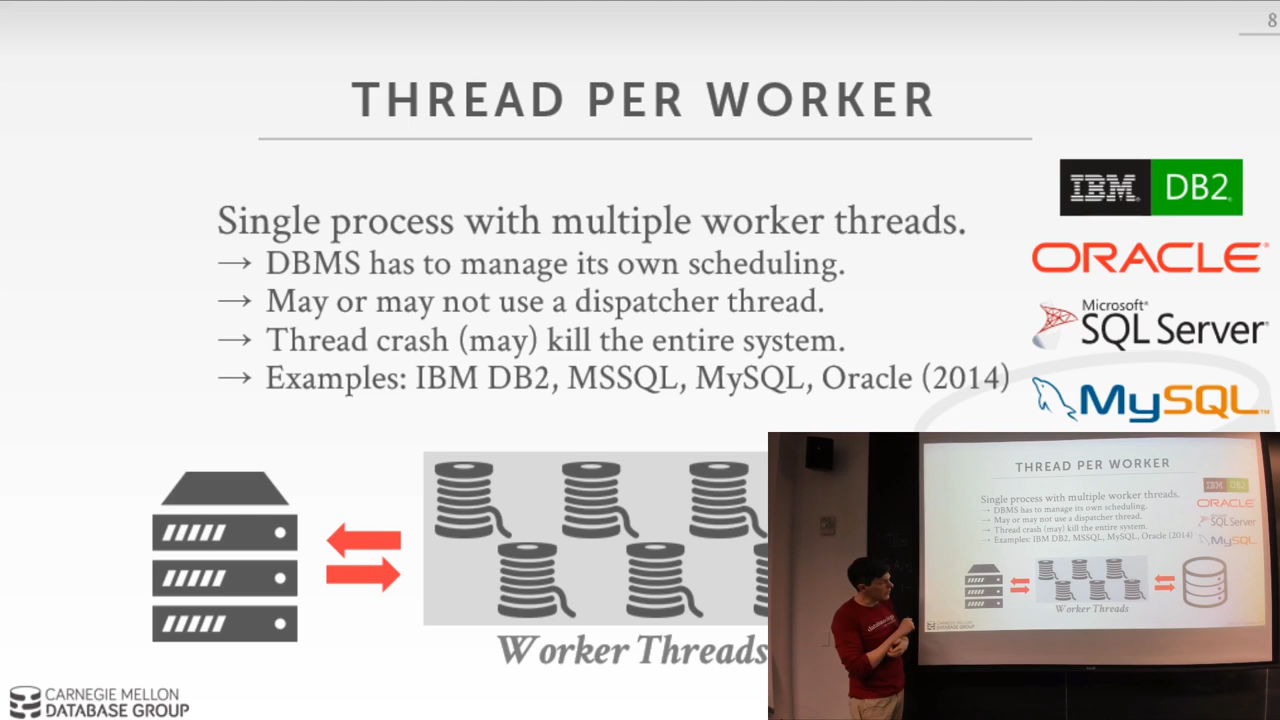 8
THREAD PER WORKER
Single process with multiple worker threads.
→ DBMS has to manage its own scheduling.
→ May or may not use a dispatcher thread.
→ Thread crash (may) kill the entire system.
→ Examples: IBM DB2, MSSQL, MySQL, Oracle (2014)
IBM DB2
ORACLE
Microsoft
SQL Server
MySQL
Worker Threads
CARNEGIE MELLON
DATABASE GROUP
THREAD PER WORKER
Single process with multiple worker threads.
→ DBMS has to manage its own scheduling.
→ May or may not use a dispatcher thread.
→ Thread crash (may) kill the entire system.
→ Examples: IBM DB2, MSSQL, MySQL, Oracle (2014)
IBM DB2
ORACLE
SQL Server
MySQL
Worker Threads
CARNEGIE MELLON
DATABASE GROUP